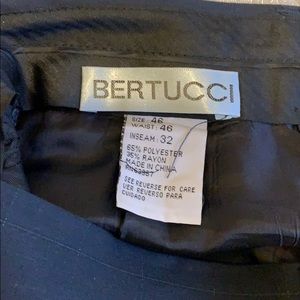 BERTUCCI
SIZE: 46
WAIST: 46
INSEAM: 32
65% POLYESTER
35% RAYON
MADE IN CHINA
SEE REVERSE FOR CARE
VER REVERSO PARA
CUIDADO